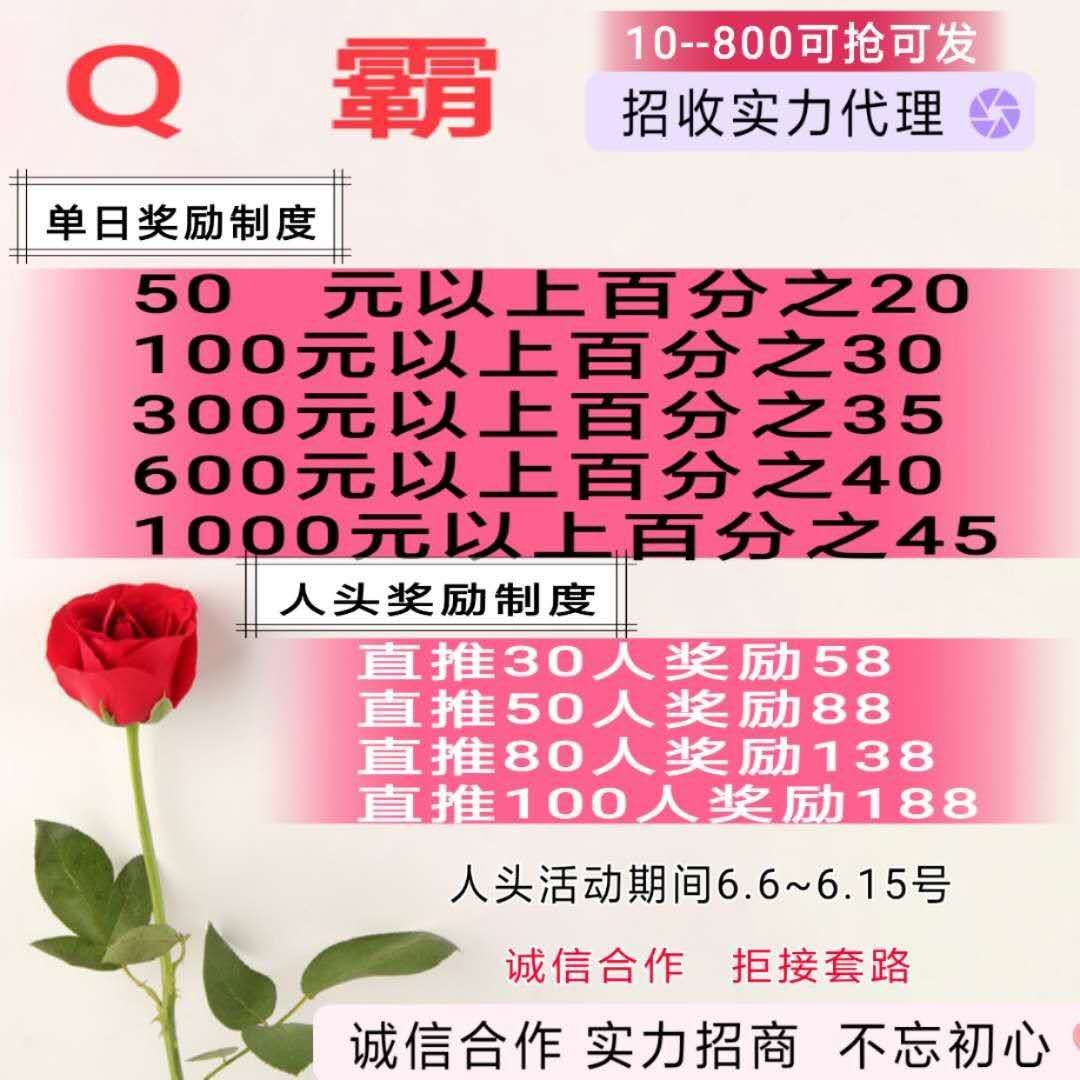 Q 霸
10--800可抢可发
招收实力代理
单日奖励制度
50 元以上百分之20
100元以上百分之30
300元以上百分之35
600元以上百分之40
1000元以上百分之45
人头奖励制度
直推30人奖励58
直推50人奖励88
直推80人奖励138
直推100人奖励188
人头活动期间6.6~6.15号
诚信合作 拒接套路
诚信合作 实力招商 不忘初心